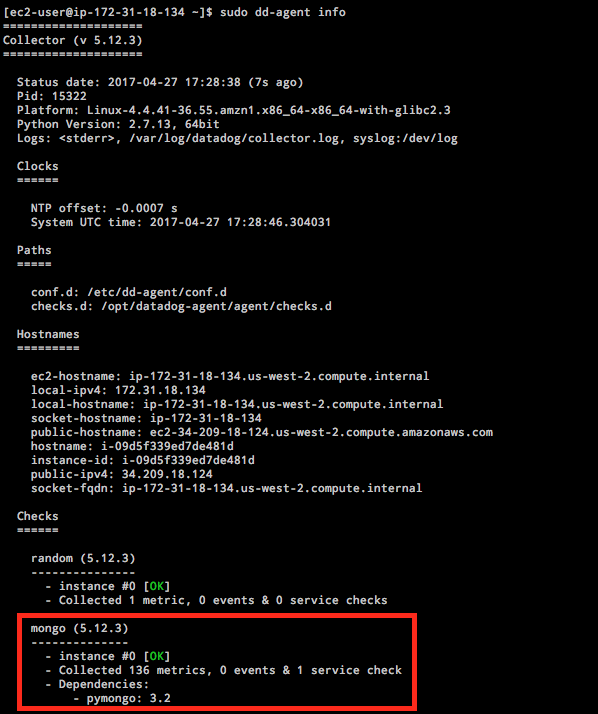 [ec2-user@ip-172-31-18-134 ~]$ sudo dd-agent info
====================
Collector (v 5.12.3)
====================
Status date: 2017-04-27 17:28:38 (7s ago)
Pid: 15322
Platform: Linux-4.4.41-36.55.amzn1.x86_64-x86_64-with-glibc2.3
Python Version: 2.7.13, 64bit
Logs: <stderr>, /var/log/datadog/collector.log, syslog:/dev/log
Clocks
======
NTP offset: -0.0007 s
System UTC time: 2017-04-27 17:28:46.304031
Paths
=====
conf.d: /etc/dd-agent/conf.d
checks.d: /opt/datadog-agent/agent/checks.d
Hostnames
=========
ec2-hostname: ip-172-31-18-134.us-west-2.compute.internal
local-ipv4: 172.31.18.134
local-hostname: ip-172-31-18-134.us-west-2.compute.internal
socket-hostname: ip-172-31-18-134
public-hostname: ec2-34-209-18-124.us-west-2.compute.amazonaws.com
hostname: i-09d5f339ed7de481d
instance-id: i-09d5f339ed7de481d
public-ipv4: 34.209.18.124
socket-fqdn: ip-172-31-18-134.us-west-2.compute.internal
Checks
======
random (5.12.3)
---------------
- instance #0 [OK]
- Collected 1 metric, 0 events & 0 service checks
mongo (5.12.3)
--------------
- instance #0 [OK]
- Collected 136 metrics, 0 events & 1 service check
- Dependencies:
- pymongo: 3.2